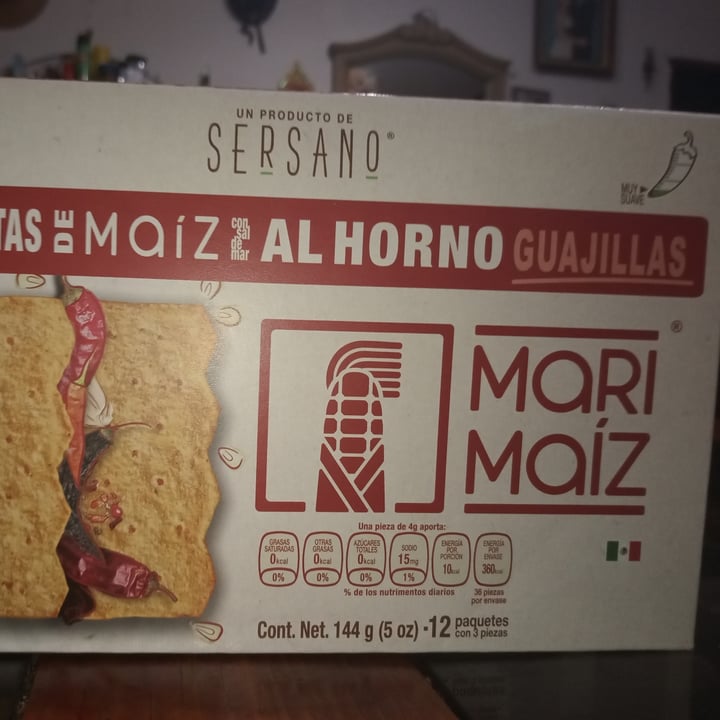 UN PRODUCTO DE
SERSANO®
MUY SUAVE
TAS DE MaíZ con sal de mar AL HORNO GUAJILLAS
MaRI
MaíZ
®
Una pieza de 4g aporta:
GRASAS SATURADAS 0kcal 0%
OTRAS GRASAS 0kcal 0%
AZÚCARES TOTALES 0kcal 0%
SODIO 15mg 1%
ENERGÍA POR PORCIÓN 10kcal
ENERGÍA POR ENVASE 360kcal
% de los nutrimentos diarios
36 piezas por envase
Cont. Net. 144 g (5 oz) - 12 paquetes con 3 piezas